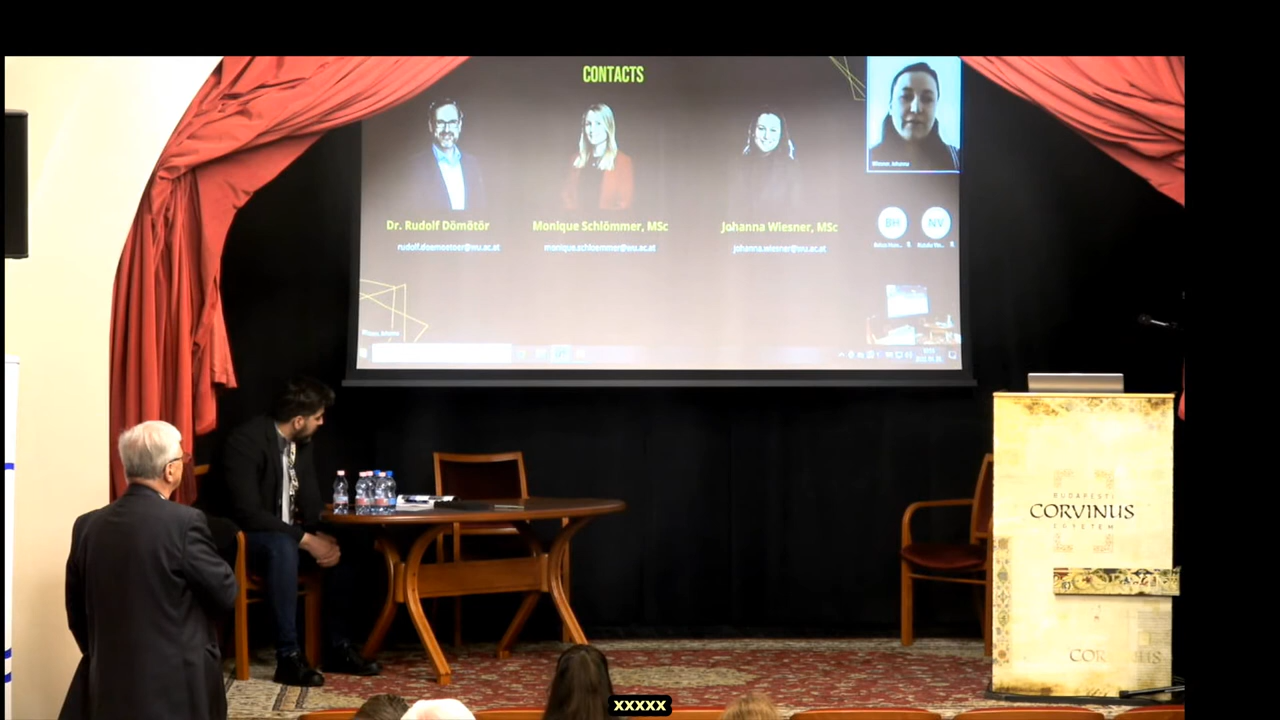 CONTACTS
Dr. Rudolf Dömötör
Monique Schlömmer, MSc
Johanna Wiesner, MSc
rudolf.doemoetoer@wu.ac.at
monique.schloemmer@wu.ac.at
johanna.wiesner@wu.ac.at
BH
NV
BUDAPESTI
CORVINUS
EGYETEM
xxxxx